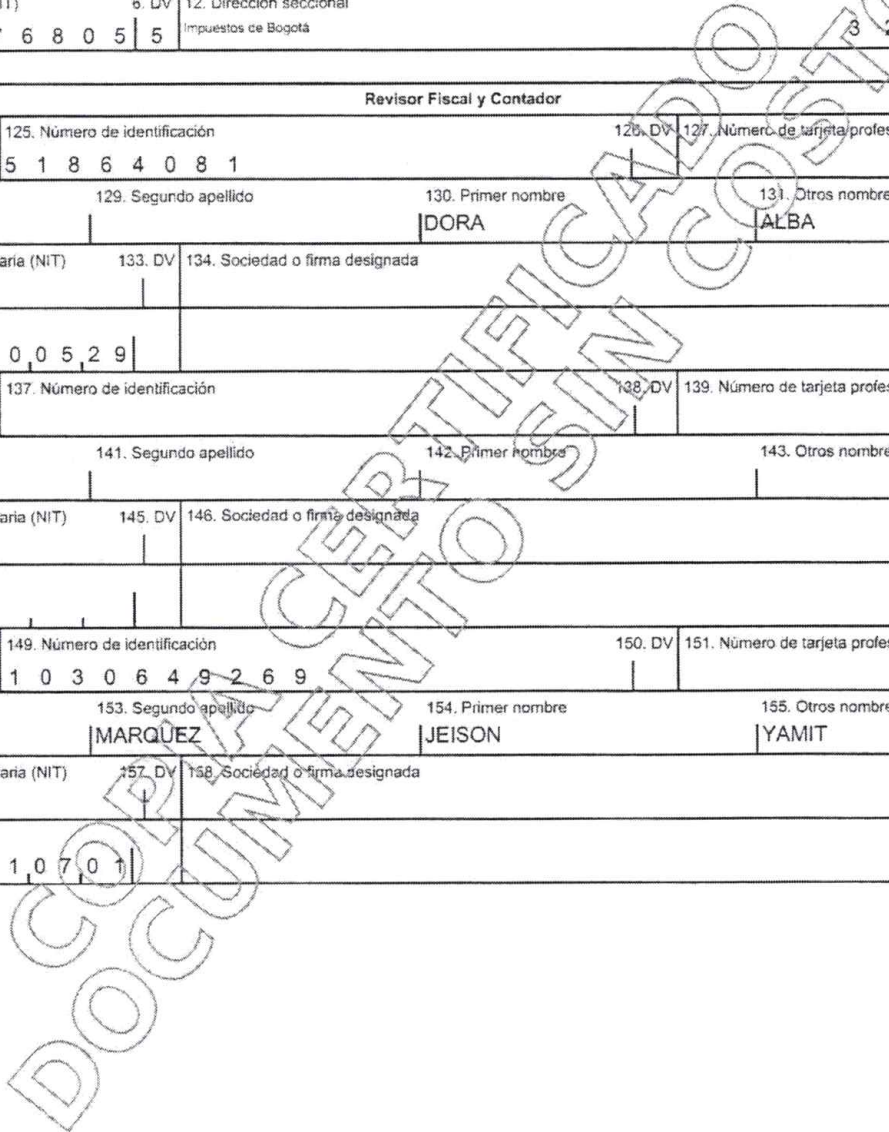 6. DV 12. Dirección seccional
6 8 0 5 5 Impuestos de Bogotá 3
Revisor Fiscal y Contador
125. Número de identificación 126. DV 127. Número de tarjeta profes
5 1 8 6 4 0 8 1
129. Segundo apellido 130. Primer nombre 131. Otros nombre
DORA ALBA
aria (NIT) 133. DV 134. Sociedad o firma designada
0 0 5 2 9
137. Número de identificación 138. DV 139. Número de tarjeta profes
141. Segundo apellido 142. Primer nombre 143. Otros nombre
aria (NIT) 145. DV 146. Sociedad o firma designada
149. Número de identificación 150. DV 151. Número de tarjeta profes
1 0 3 0 6 4 9 2 6 9
153. Segundo apellido 154. Primer nombre 155. Otros nombre
MARQUEZ JEISON YAMIT
aria (NIT) 157. DV 158. Sociedad o firma designada
1 0 7 0 1
COPIA CERTIFICADO
DOCUMENTO SIN COSTO